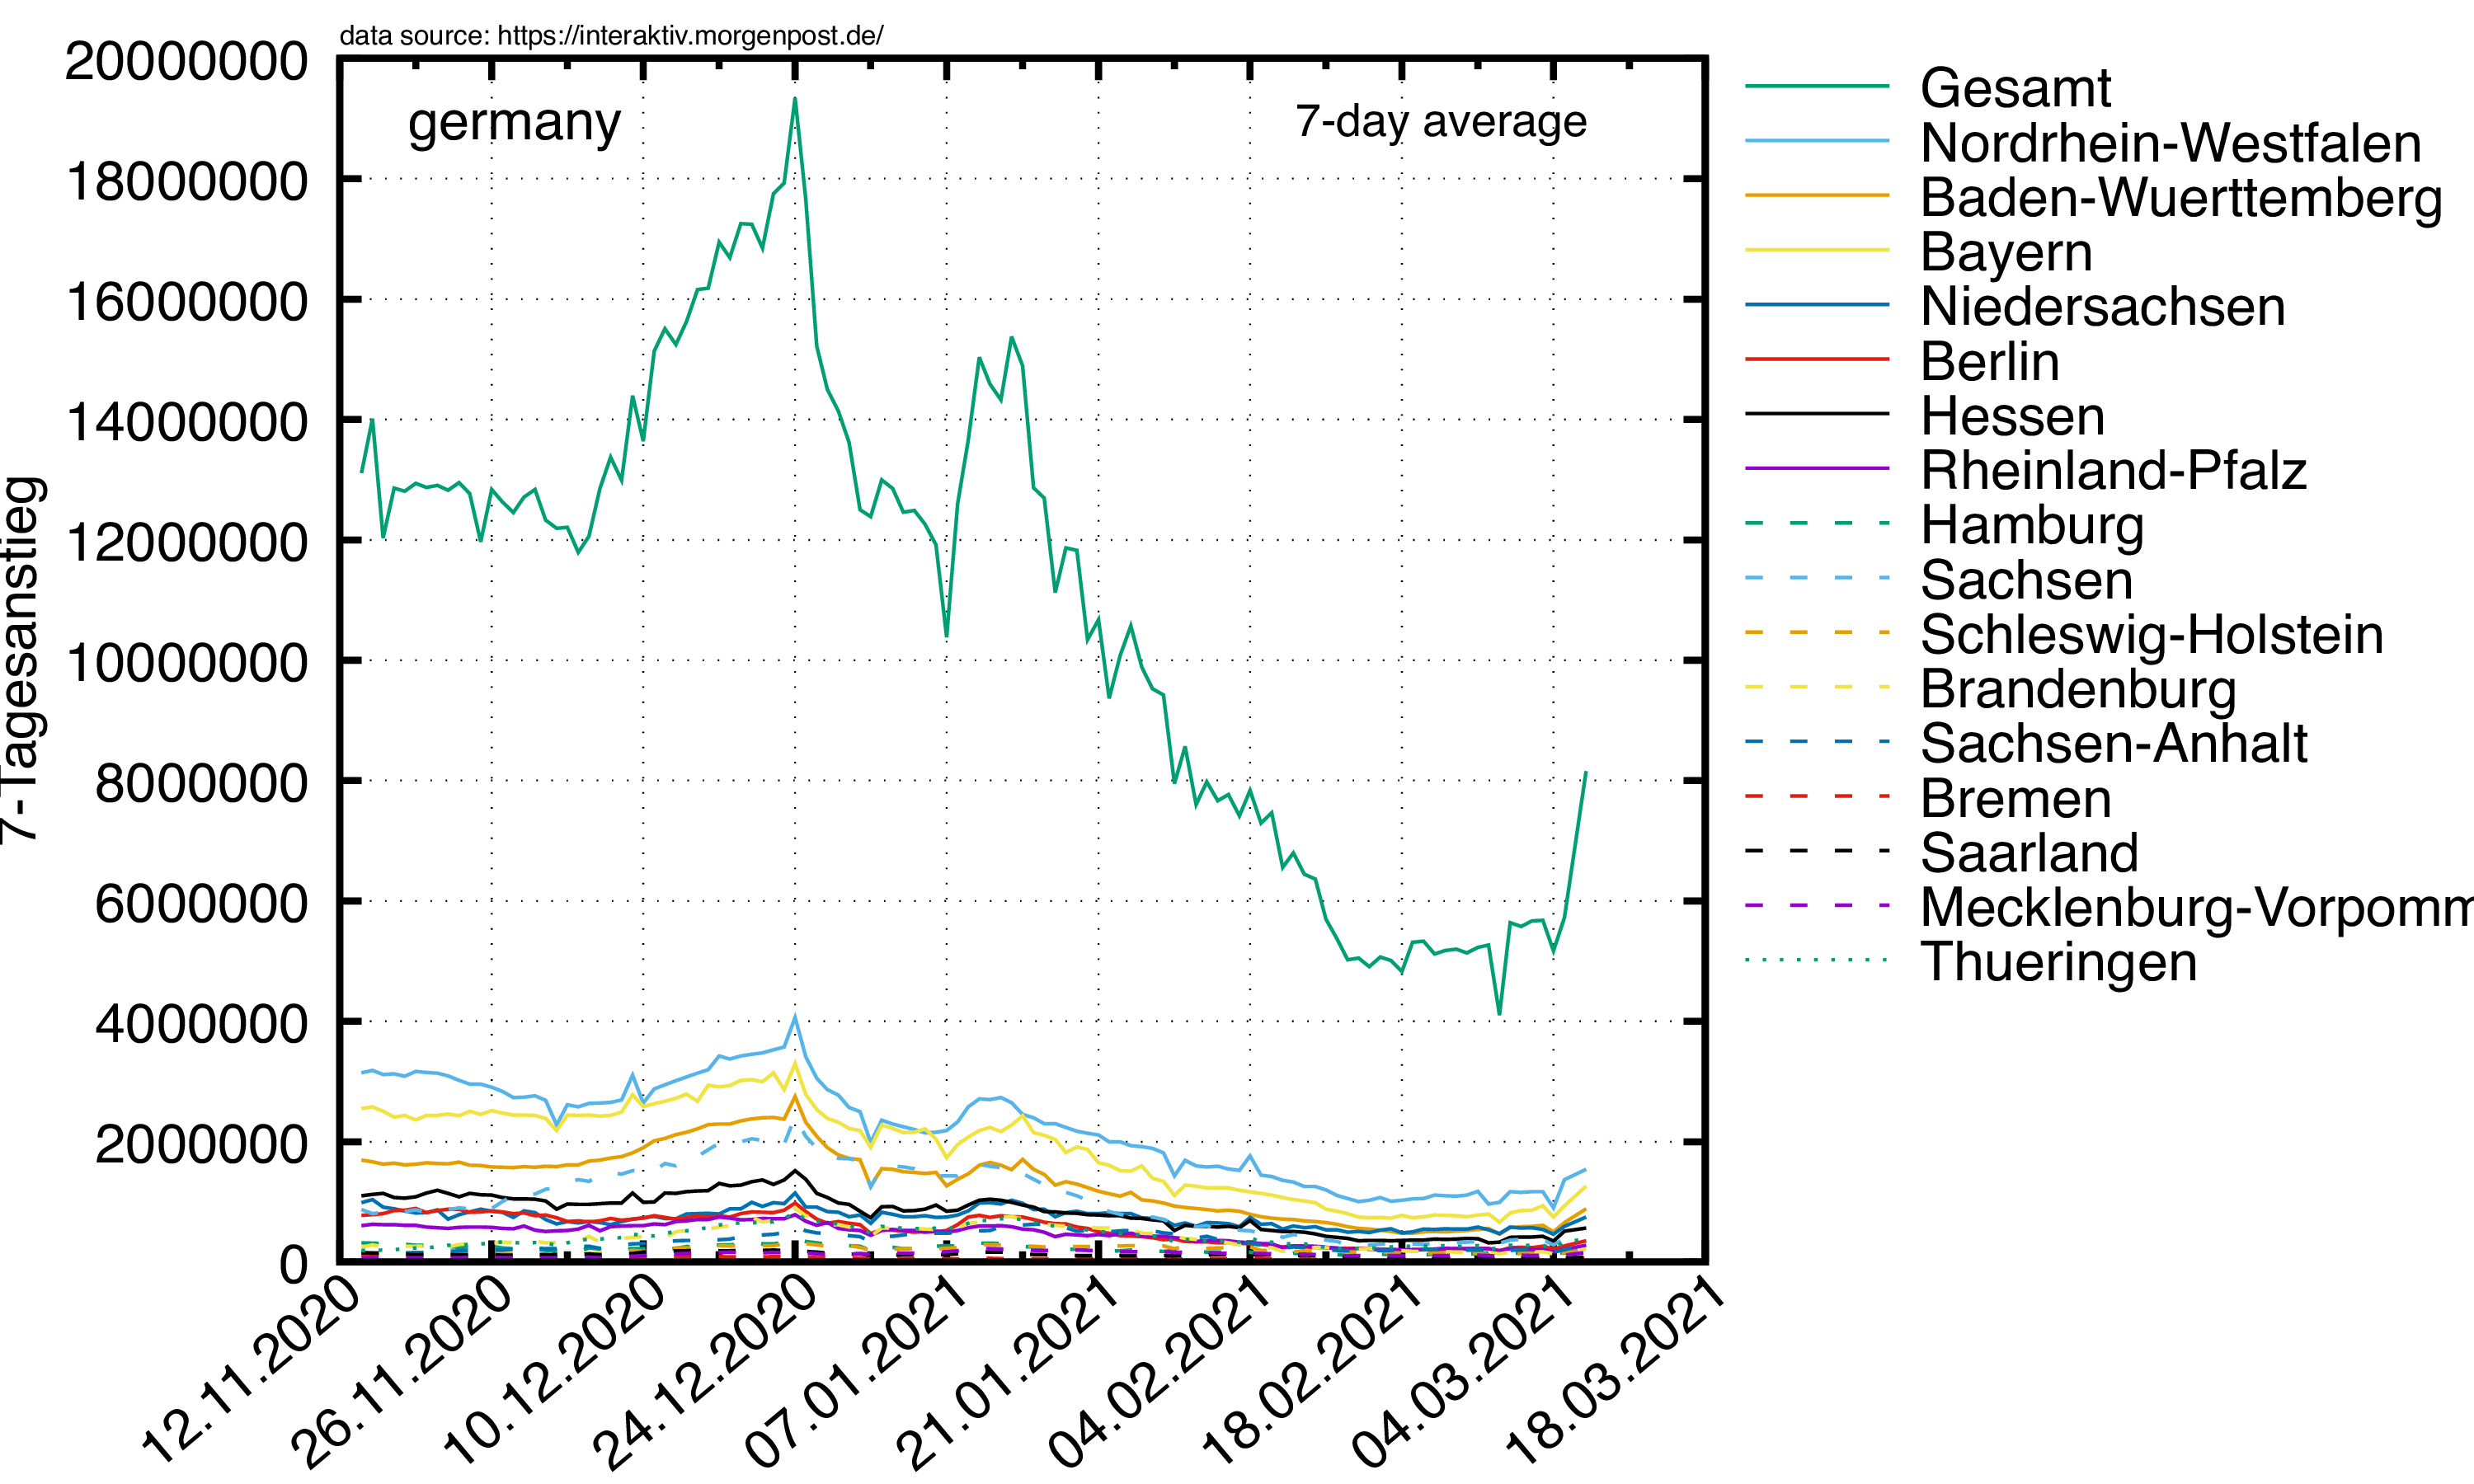 data source: https://interaktiv.morgenpost.de/
germany
7-day average
7-Tagesanstieg
20000000
18000000
16000000
14000000
12000000
10000000
8000000
6000000
4000000
2000000
0
12.11.2020
26.11.2020
10.12.2020
24.12.2020
07.01.2021
21.01.2021
04.02.2021
18.02.2021
04.03.2021
18.03.2021
Gesamt
Nordrhein-Westfalen
Baden-Wuerttemberg
Bayern
Niedersachsen
Berlin
Hessen
Rheinland-Pfalz
Hamburg
Sachsen
Schleswig-Holstein
Brandenburg
Sachsen-Anhalt
Bremen
Saarland
Mecklenburg-Vorpomm
Thueringen